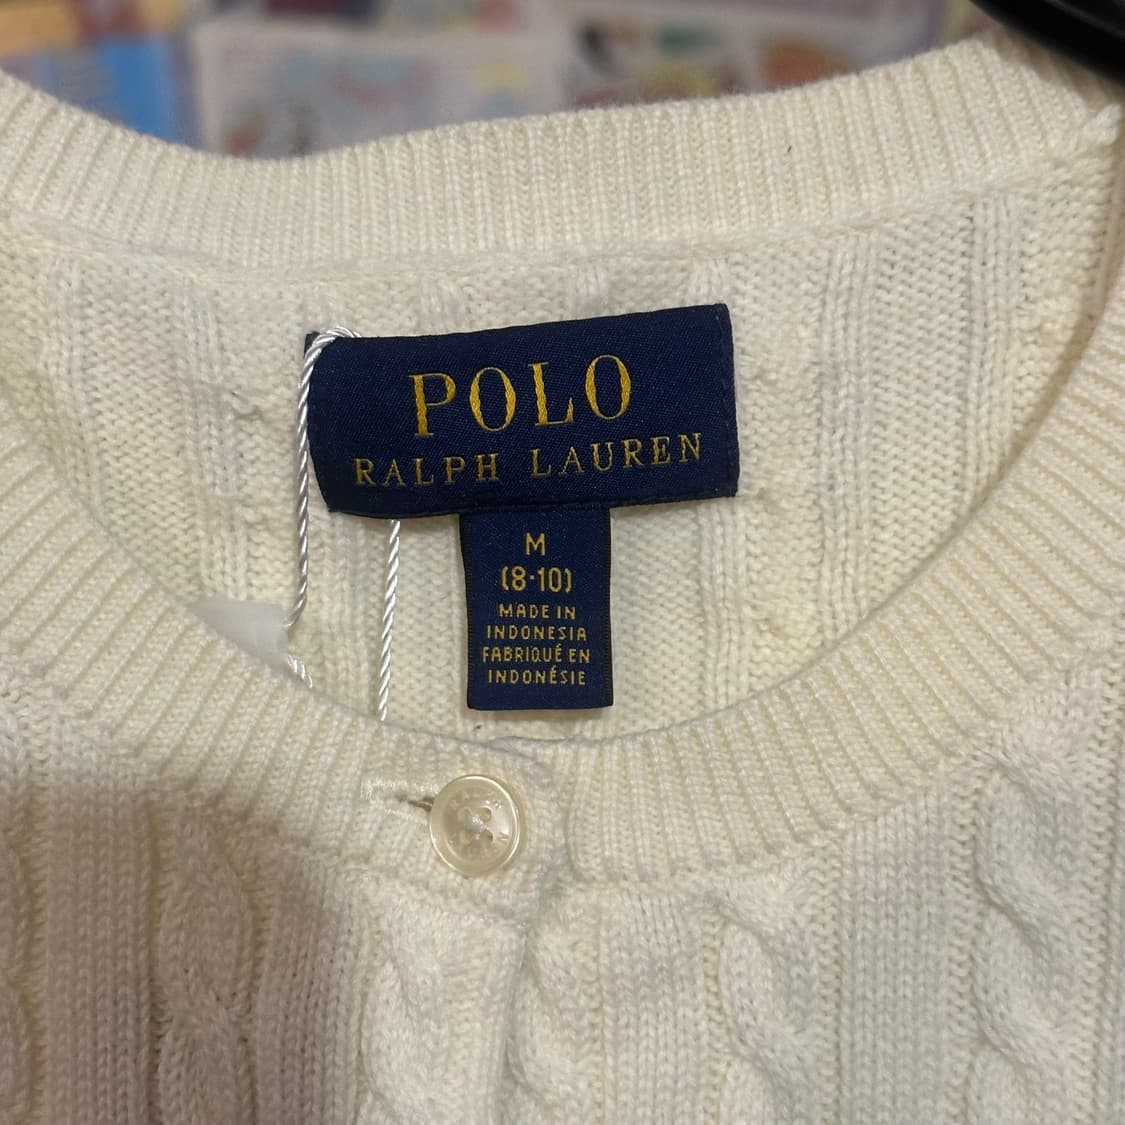 POLO
RALPH LAUREN
M
(8-10)
MADE IN
INDONESIA
FABRIQUÉ EN
INDONÉSIE